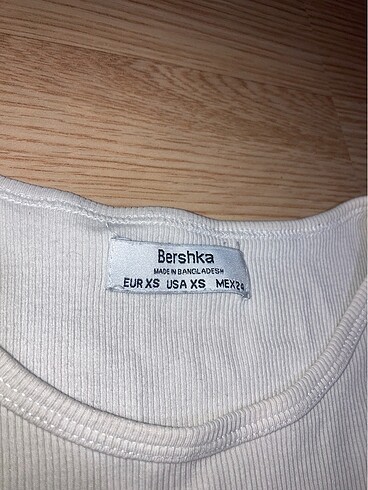 Bershka
MADE IN BANGLADESH
EUR XS USA XS MEX 24